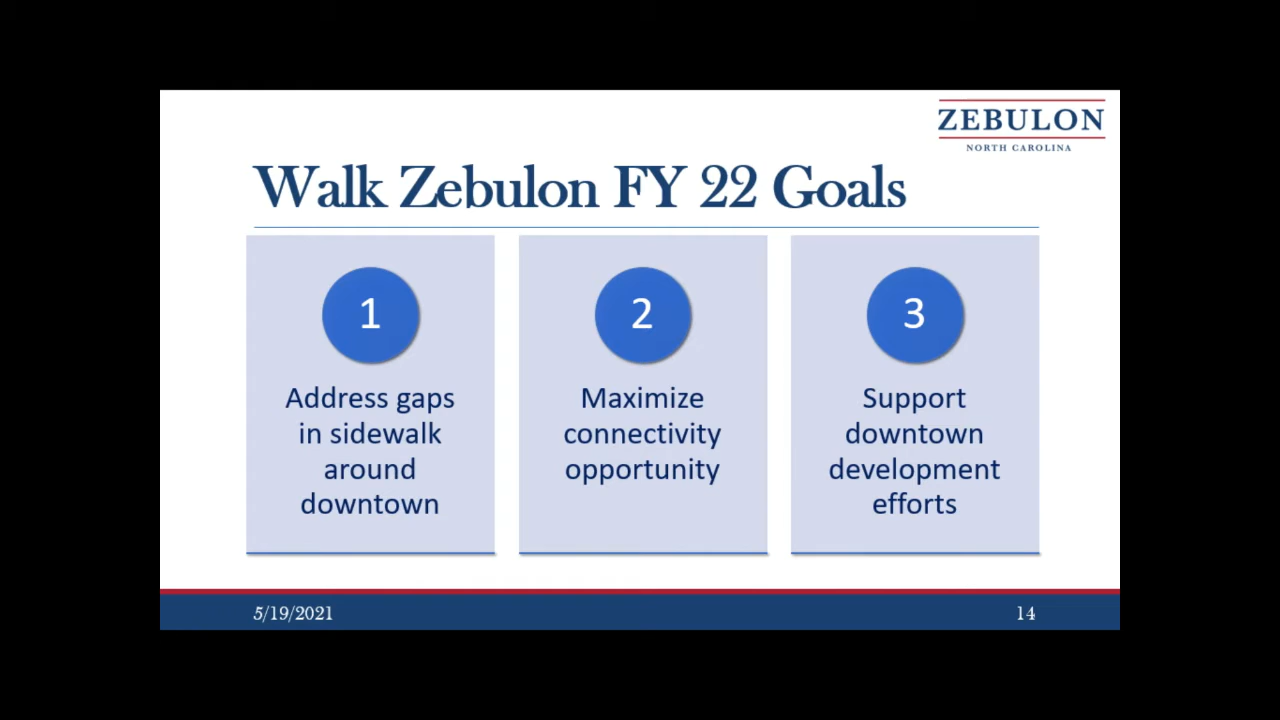 ZEBULON
NORTH CAROLINA
Walk Zebulon FY 22 Goals
1
Address gaps
in sidewalk
around
downtown
2
Maximize
connectivity
opportunity
3
Support
downtown
development
efforts
5/19/2021
14